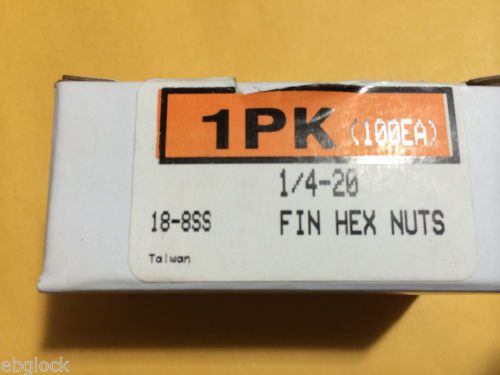 1PK (100EA)
1/4-20
18-8SS FIN HEX NUTS
Taiwan
ebglock